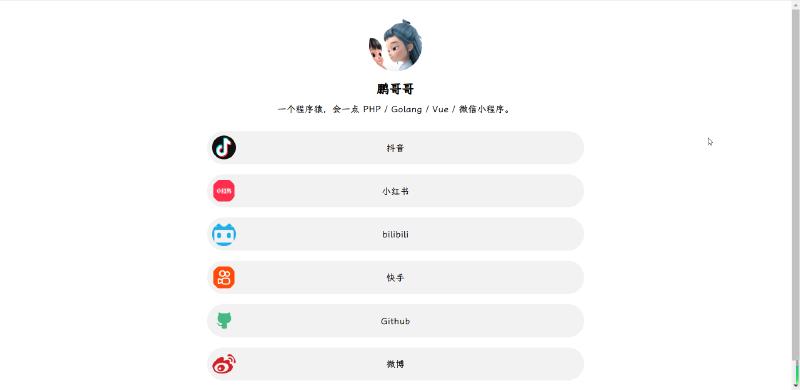 鹏哥哥
一个程序猿，会一点 PHP / Golang / Vue / 微信小程序。
抖音
小红书
小红书
bilibili
快手
Github
微博